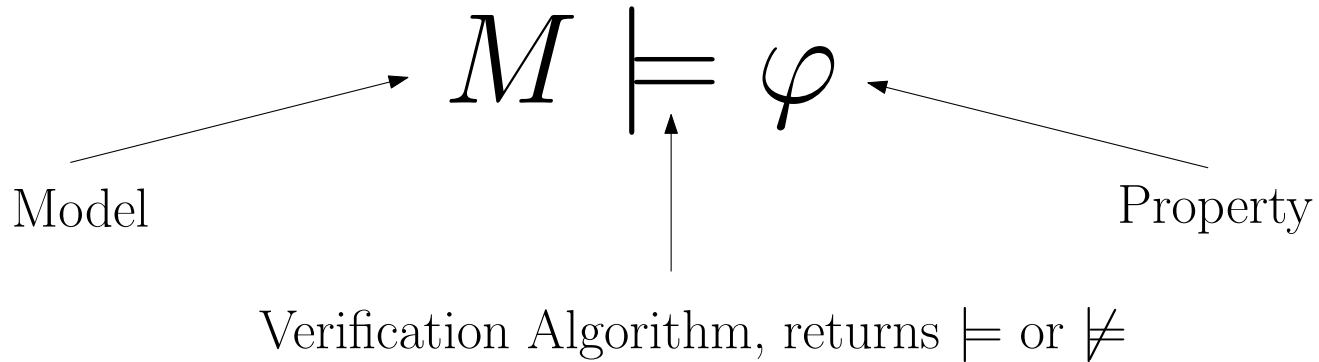 M ⊨ φ
Model
Property
Verification Algorithm, returns ⊨ or ⊭